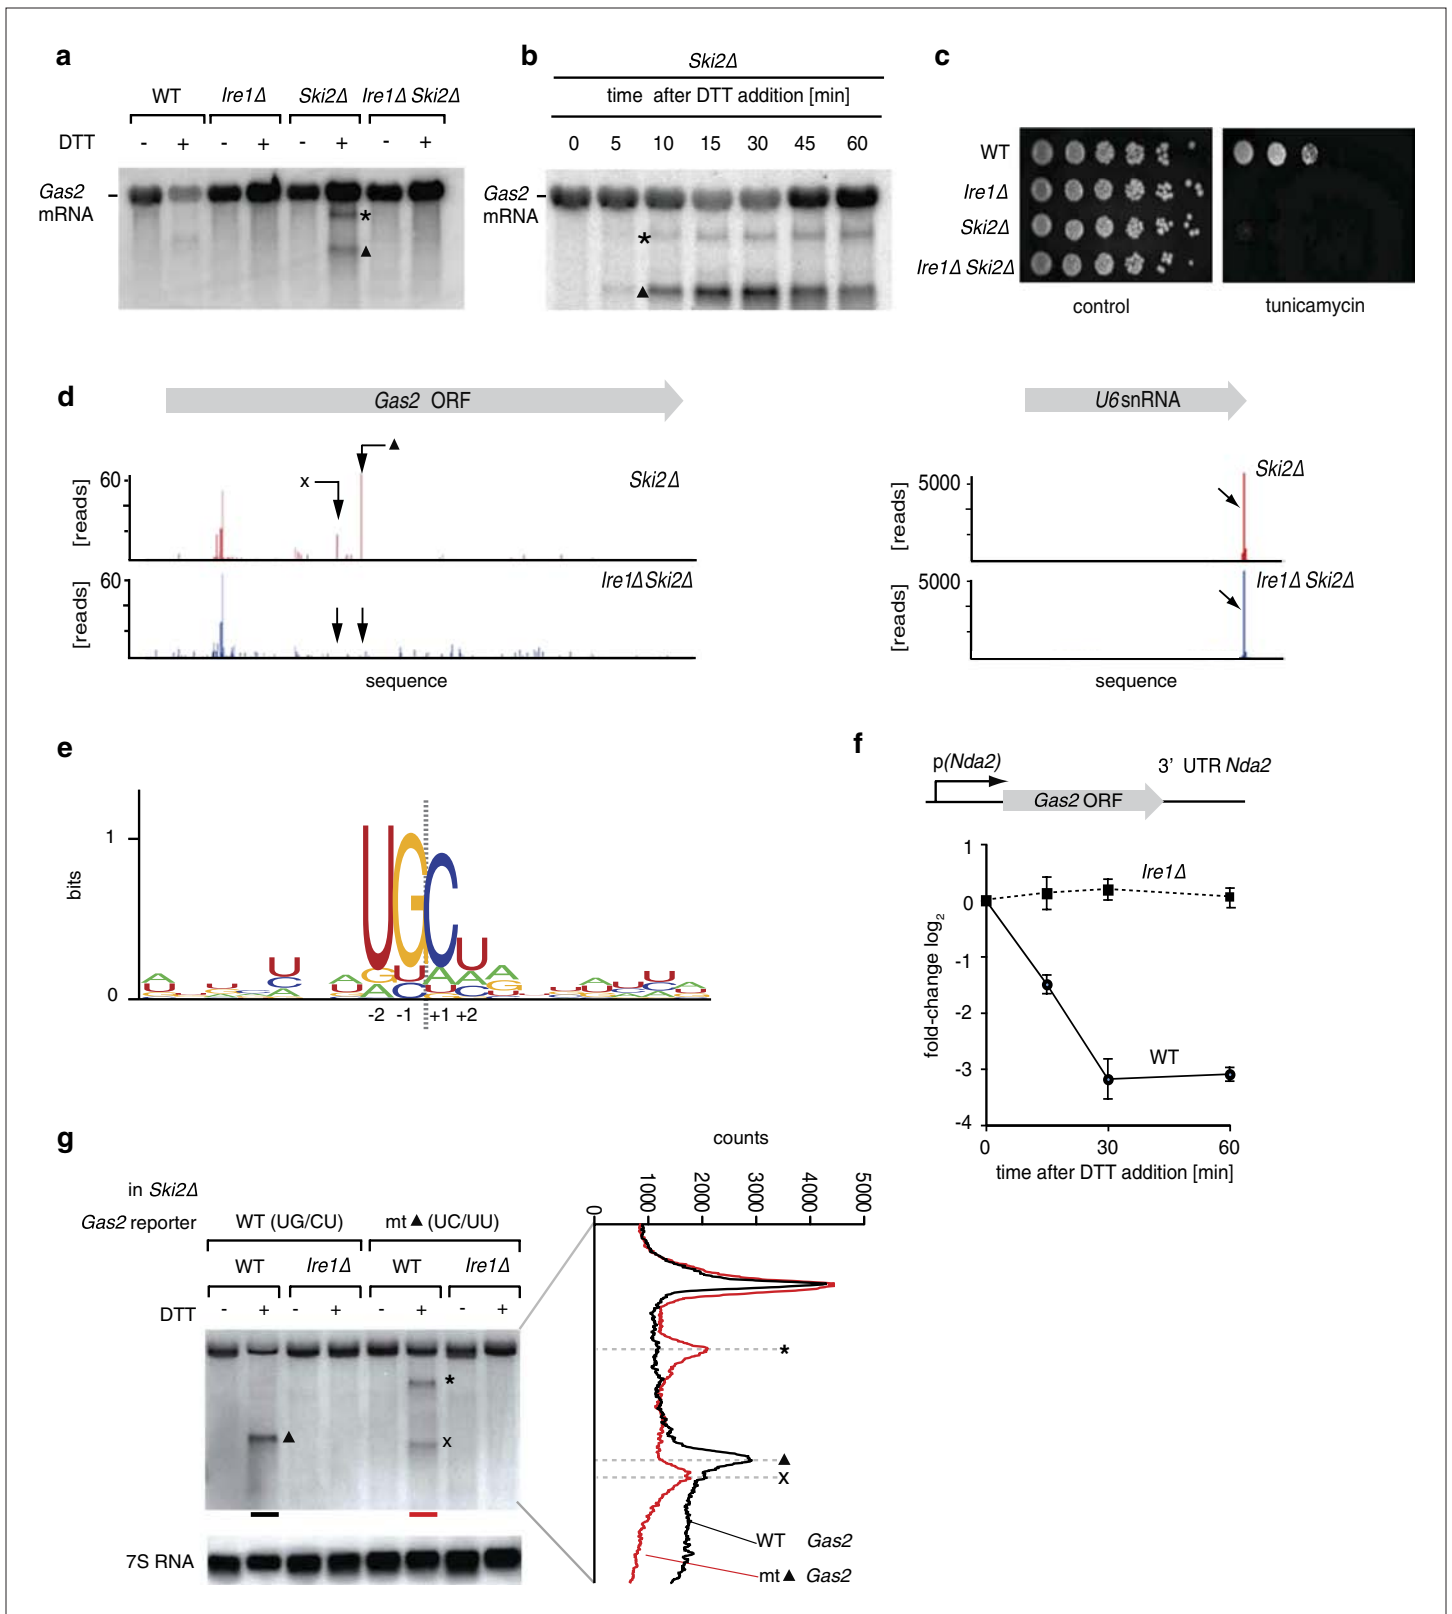 a
WT Ire1Δ Ski2Δ Ire1Δ Ski2Δ
DTT - + - + - + - +
Gas2
mRNA
*
▲
b
Ski2Δ
time after DTT addition [min]
0 5 10 15 30 45 60
Gas2
mRNA
*
▲
c
WT
Ire1Δ
Ski2Δ
Ire1Δ Ski2Δ
control tunicamycin
d
Gas2 ORF
▲
x
60
[reads]
Ski2Δ
60
[reads]
Ire1Δ Ski2Δ
sequence
U6 snRNA
5000
[reads]
Ski2Δ
5000
[reads]
Ire1Δ Ski2Δ
sequence
e
1
bits
0
UGCU
-2 -1 +1 +2
f
p(Nda2) 3' UTR Nda2
Gas2 ORF
1
0
-1
-2
-3
-4
fold-change log2
Ire1Δ
WT
0 30 60
time after DTT addition [min]
g
in Ski2Δ
Gas2 reporter WT (UG/CU) mt ▲ (UC/UU)
WT Ire1Δ WT Ire1Δ
DTT - + - + - + - +
*
▲
x
7S RNA
counts
0 1000 2000 3000 4000 5000
*
▲
x
WT Gas2
mt ▲ Gas2